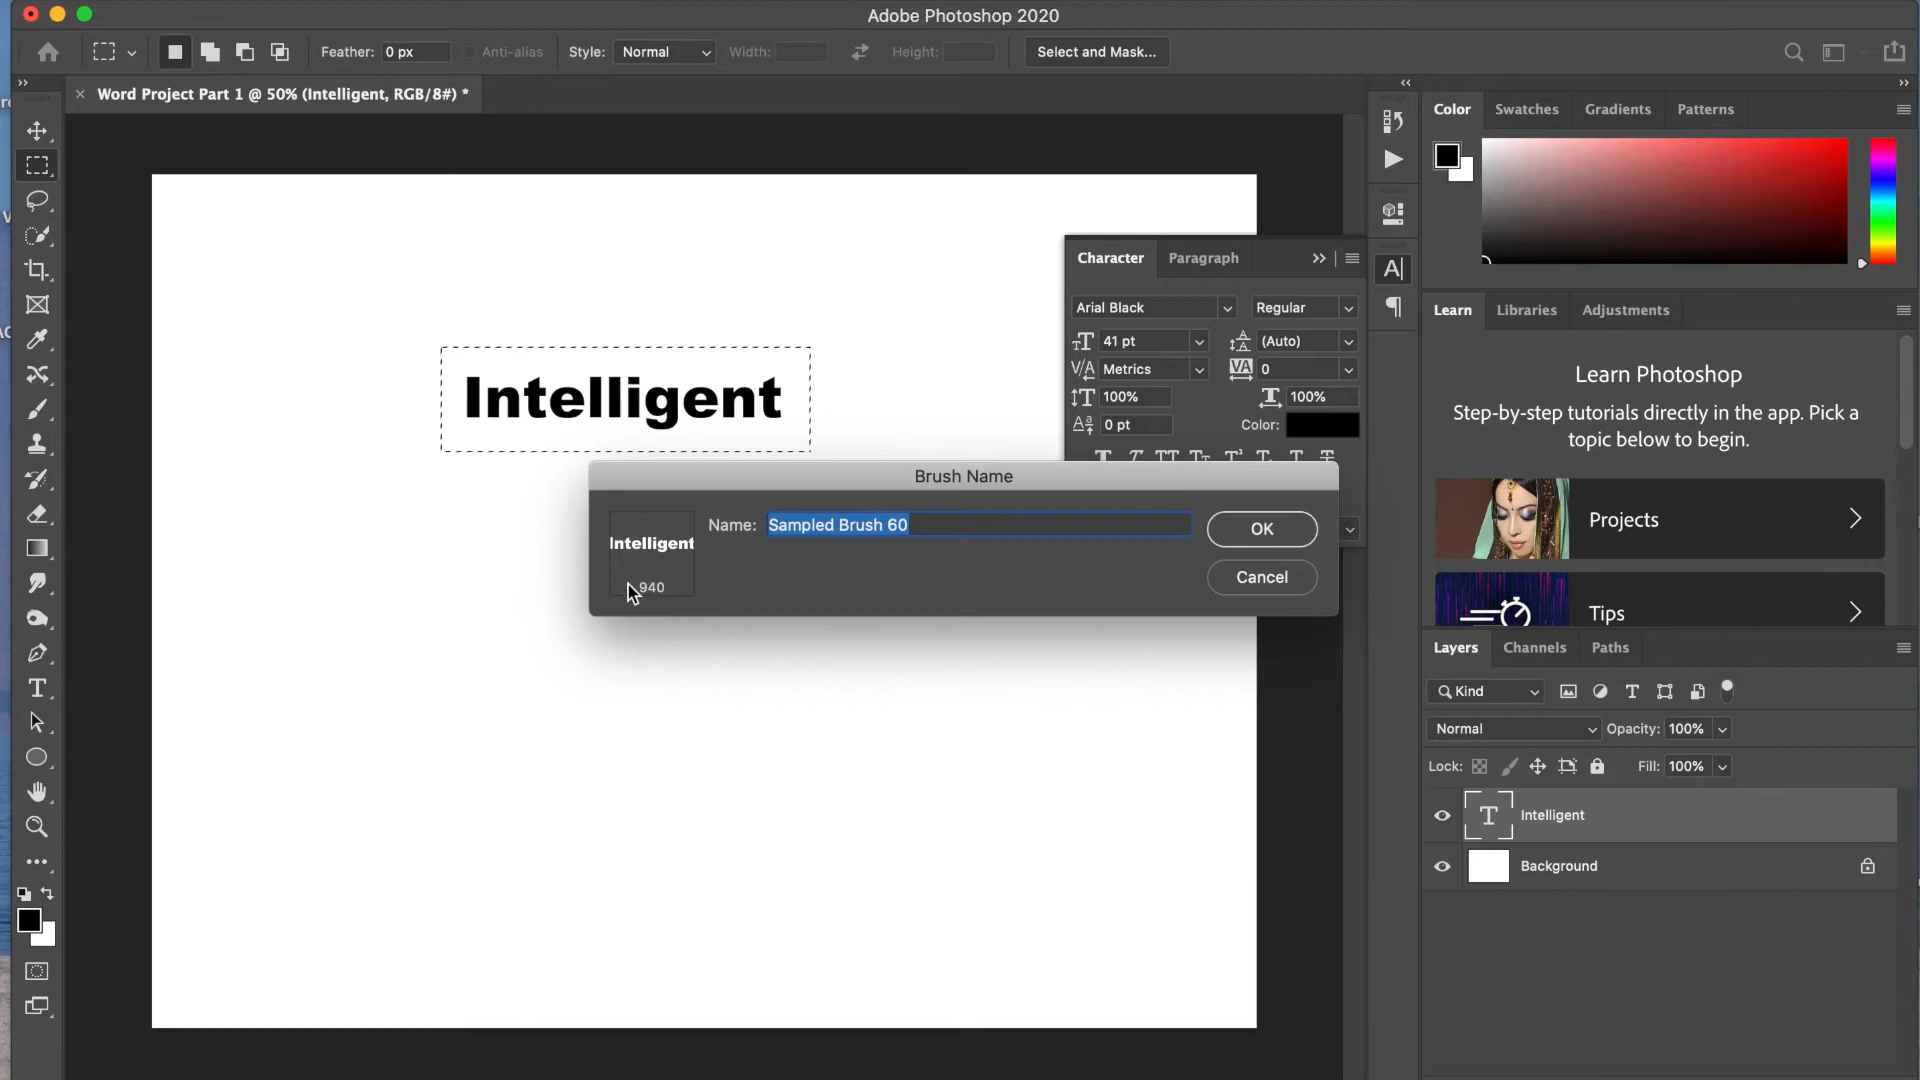 Adobe Photoshop 2020
Feather: 0 px Anti-alias Style: Normal Width: Height: Select and Mask...
Word Project Part 1 @ 50% (Intelligent, RGB/8#) *
Color Swatches Gradients Patterns
Character Paragraph
Arial Black Regular
41 pt (Auto)
Metrics 0
100% 100%
0 pt Color:
Learn Libraries Adjustments
Learn Photoshop
Step-by-step tutorials directly in the app. Pick a
topic below to begin.
Projects
Tips
Intelligent
Brush Name
Intelligent
940
Name: Sampled Brush 60
OK
Cancel
Layers Channels Paths
Kind
Normal Opacity: 100%
Lock: Fill: 100%
Intelligent
Background